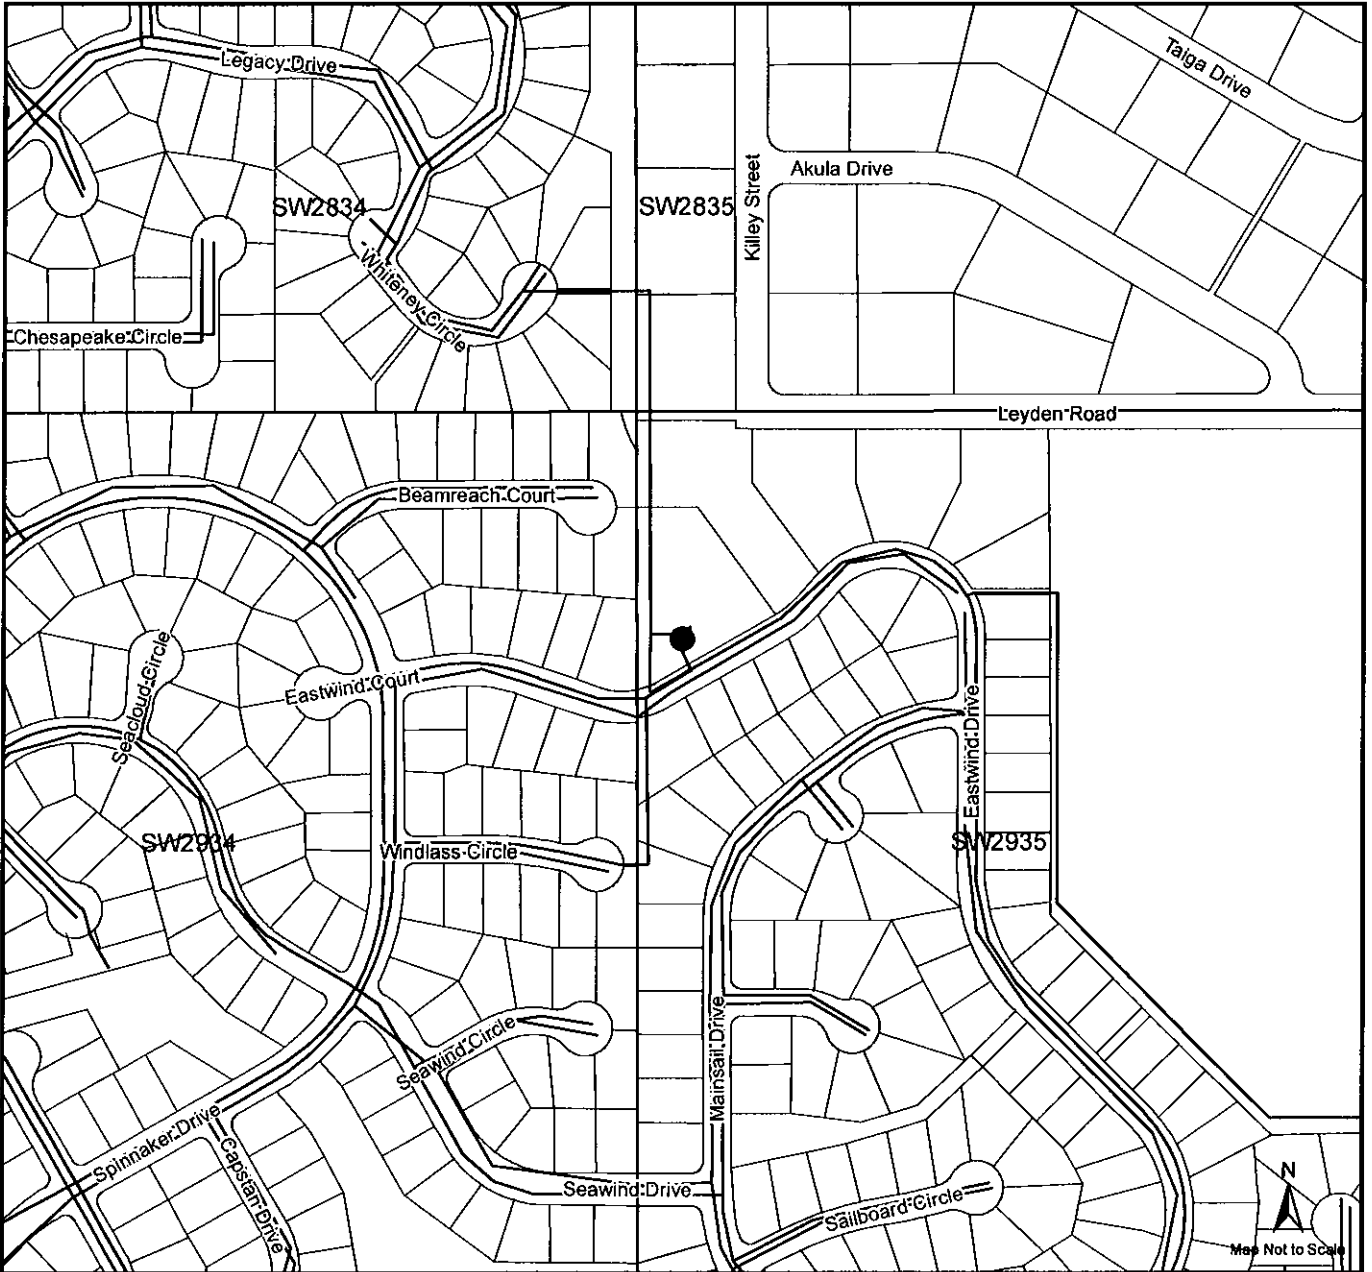 Legacy Drive
Taiga Drive
Killey Street
Akula Drive
SW2834
SW2835
Whiteney Circle
Chesapeake Circle
Leyden Road
Beamreach Court
Seacloud Circle
Eastwind Court
Eastwind Drive
SW2934
Windlass Circle
SW2935
Mainsail Drive
Seawind Circle
Spinnaker Drive
Capstan Drive
Seawind Drive
Sailboard Circle
N
Map Not to Scale